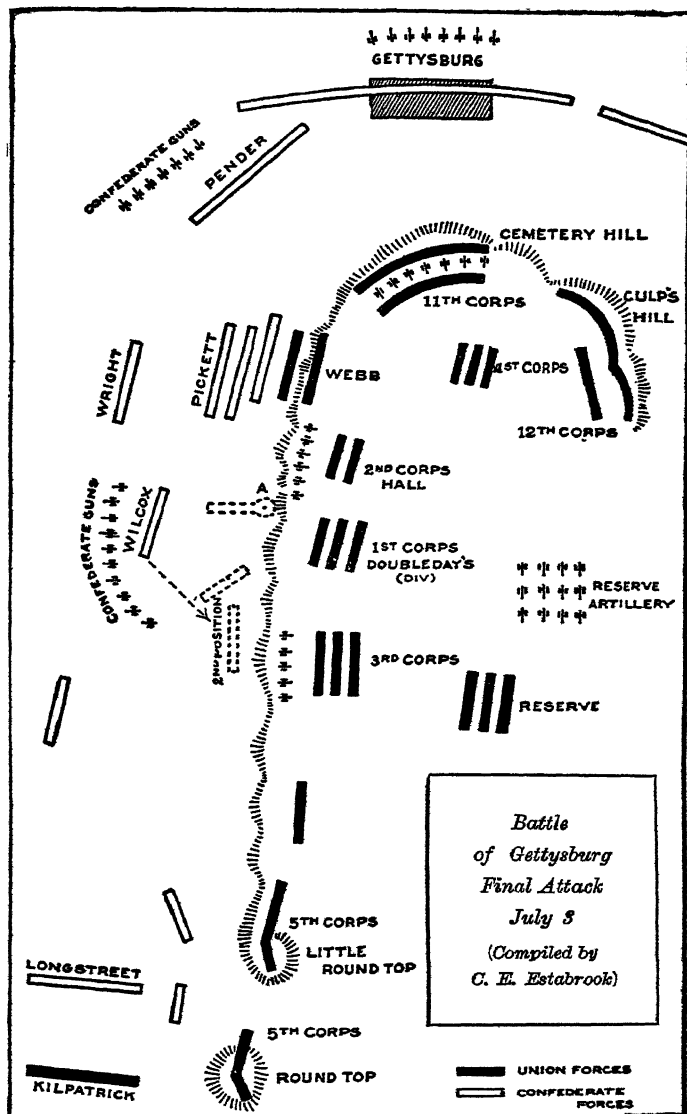 GETTYSBURG
CONFEDERATE GUNS
PENDER
CEMETERY HILL
11TH CORPS
CULP'S
HILL
WRIGHT
PICKETT
WEBB
1ST CORPS
12TH CORPS
2ND CORPS
HALL
A
CONFEDERATE GUNS
WILCOX
1ST CORPS
DOUBLEDAY'S
(DIV)
RESERVE
ARTILLERY
2ND POSITION
3RD CORPS
RESERVE
Battle
of Gettysburg
Final Attack
July 3
(Compiled by
C. E. Estabrook)
5TH CORPS
LITTLE
ROUND TOP
LONGSTREET
5TH CORPS
ROUND TOP
KILPATRICK
UNION FORCES
CONFEDERATE
FORCES